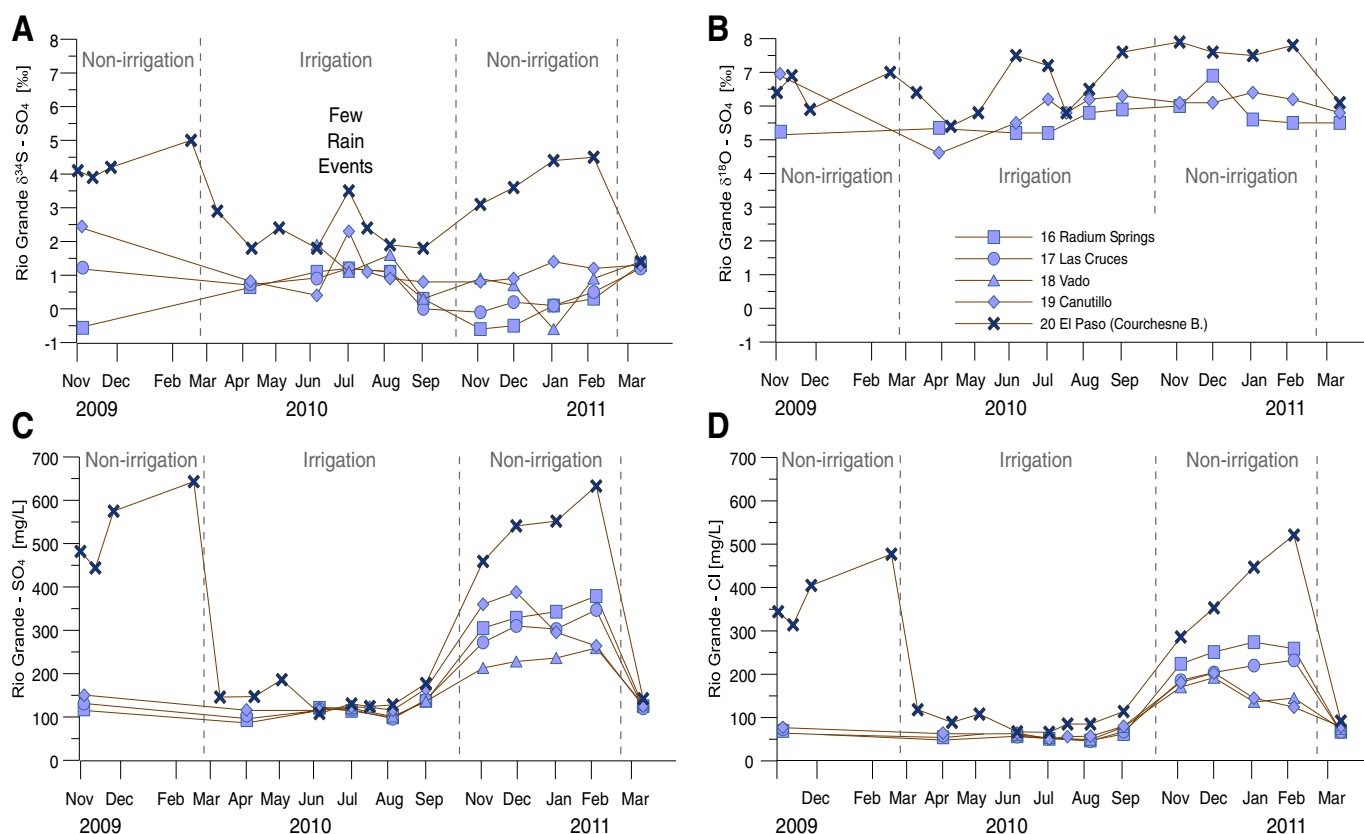 A
Rio Grande δ³⁴S - SO₄ [‰]
8
7
6
5
4
3
2
1
0
-1
Non-irrigation
Irrigation
Non-irrigation
Few
Rain
Events
Nov Dec Feb Mar Apr May Jun Jul Aug Sep Nov Dec Jan Feb Mar
2009 2010 2011
B
Rio Grande δ¹⁸O - SO₄ [‰]
8
7
6
5
4
3
2
1
0
-1
Non-irrigation
Irrigation
Non-irrigation
Non-irrigation
Irrigation
Non-irrigation
16 Radium Springs
17 Las Cruces
18 Vado
19 Canutillo
20 El Paso (Courchesne B.)
Nov Dec Feb Mar Apr May Jun Jul Aug Sep Nov Dec Jan Feb Mar
2009 2010 2011
C
Rio Grande - SO₄ [mg/L]
700
600
500
400
300
200
100
0
Non-irrigation
Irrigation
Non-irrigation
Nov Dec Feb Mar Apr May Jun Jul Aug Sep Nov Dec Jan Feb Mar
2009 2010 2011
D
Rio Grande - Cl [mg/L]
700
600
500
400
300
200
100
0
Non-irrigation
Irrigation
Non-irrigation
Dec Feb Mar Apr May Jun Jul Aug Sep Nov Dec Jan Feb Mar
2009 2010 2011